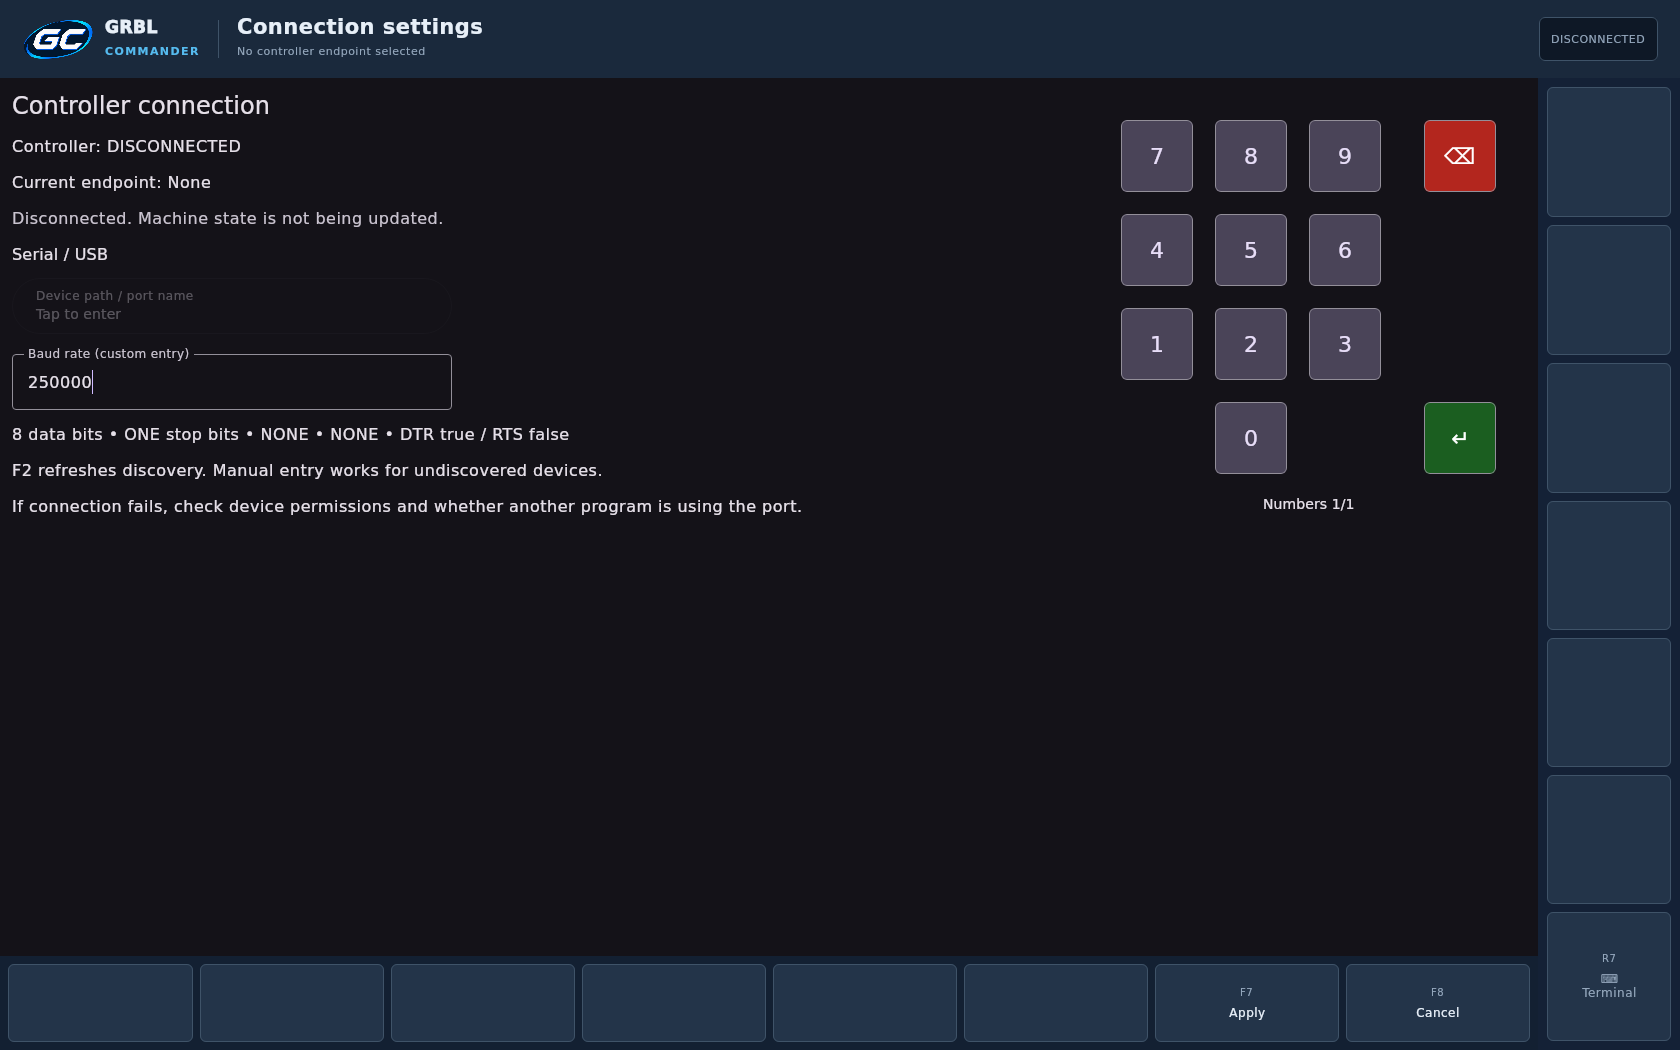 GC
GRBL
COMMANDER
Connection settings
No controller endpoint selected
DISCONNECTED
Controller connection
Controller: DISCONNECTED
Current endpoint: None
Disconnected. Machine state is not being updated.
Serial / USB
Device path / port name
Tap to enter
Baud rate (custom entry)
250000
8 data bits • ONE stop bits • NONE • NONE • DTR true / RTS false
F2 refreshes discovery. Manual entry works for undiscovered devices.
If connection fails, check device permissions and whether another program is using the port.
7 8 9 ⌫
4 5 6
1 2 3
0 ↵
Numbers 1/1
R7
⌨
Terminal
F7
Apply
F8
Cancel